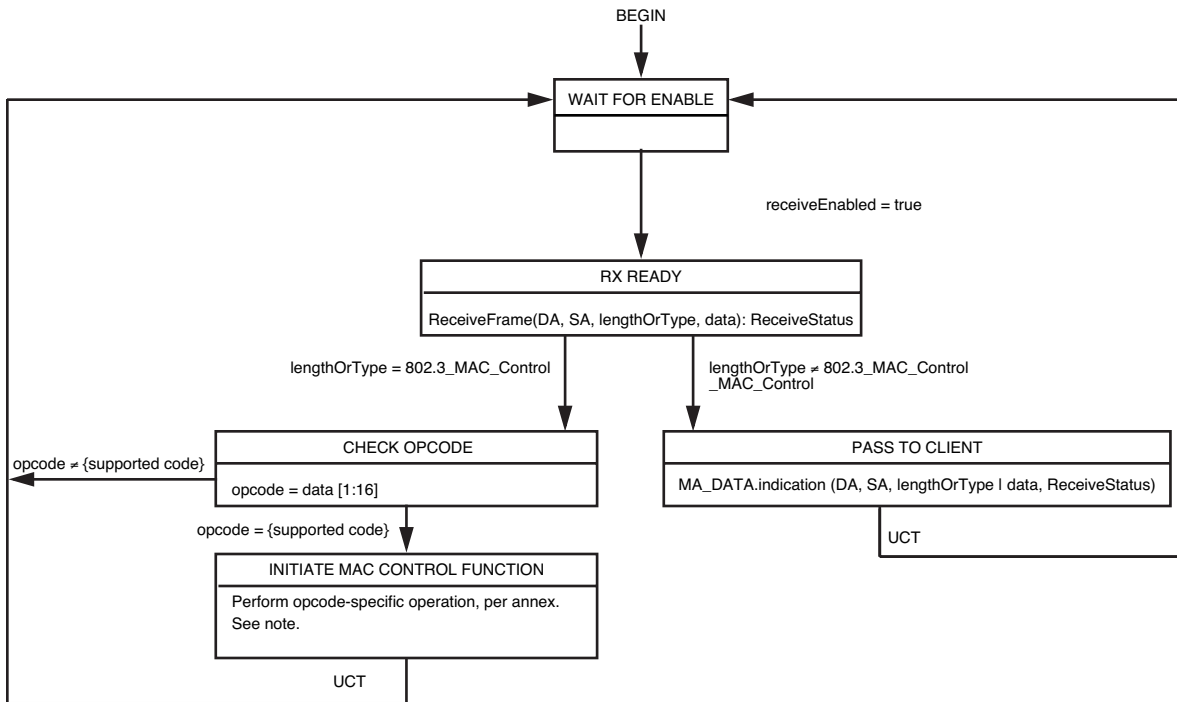 BEGIN
WAIT FOR ENABLE
receiveEnabled = true
RX READY
ReceiveFrame(DA, SA, lengthOrType, data): ReceiveStatus
lengthOrType = 802.3_MAC_Control
lengthOrType ≠ 802.3_MAC_Control
_MAC_Control
CHECK OPCODE
opcode = data [1:16]
opcode ≠ {supported code}
PASS TO CLIENT
MA_DATA.indication (DA, SA, lengthOrType | data, ReceiveStatus)
opcode = {supported code}
UCT
INITIATE MAC CONTROL FUNCTION
Perform opcode-specific operation, per annex.
See note.
UCT